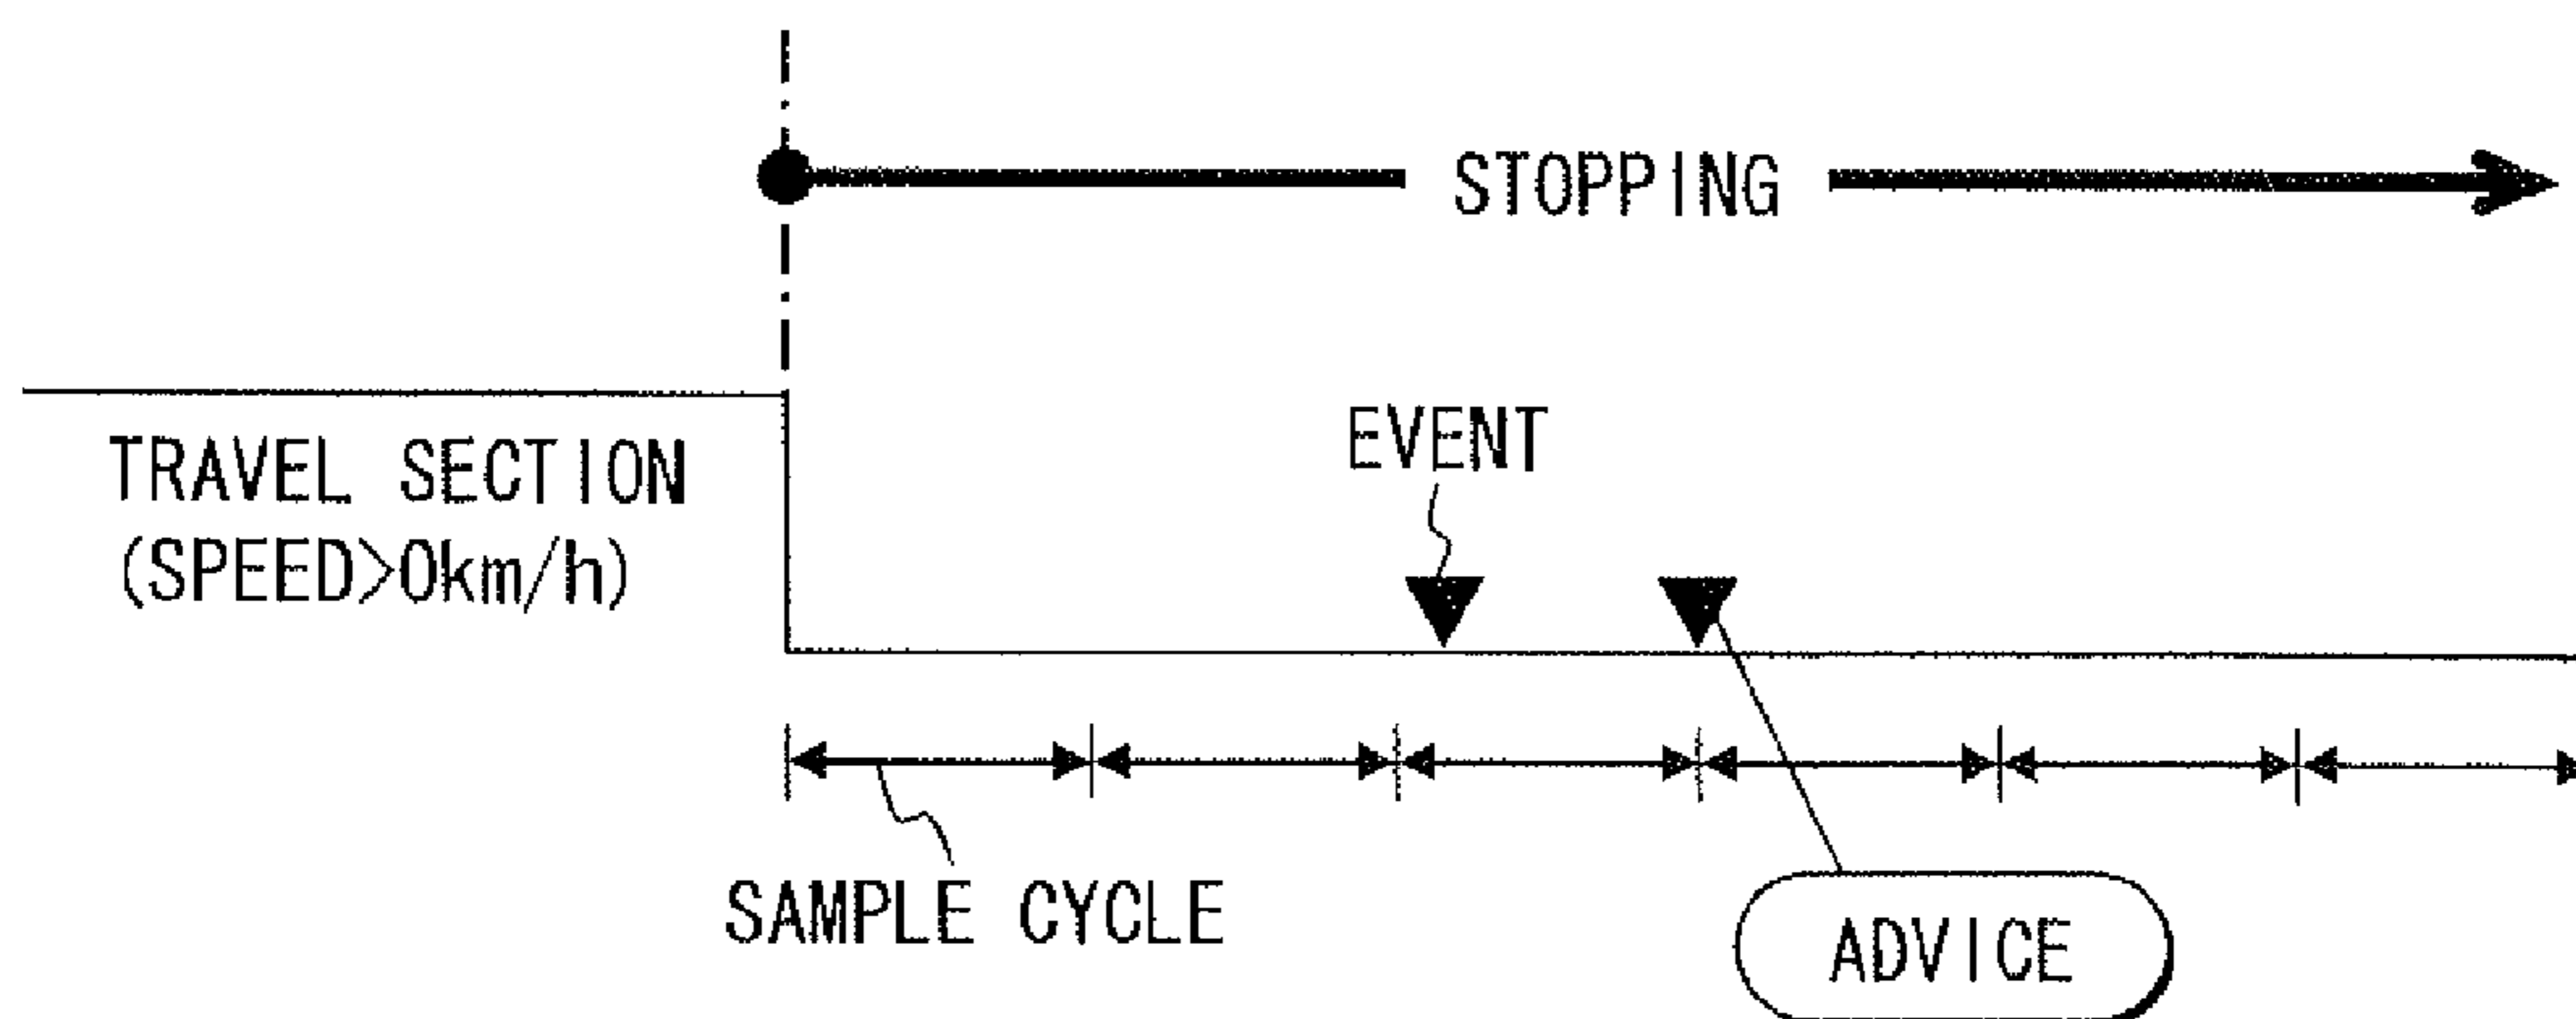 STOPPING
TRAVEL SECTION
(SPEED>0km/h)
EVENT
SAMPLE CYCLE
ADVICE